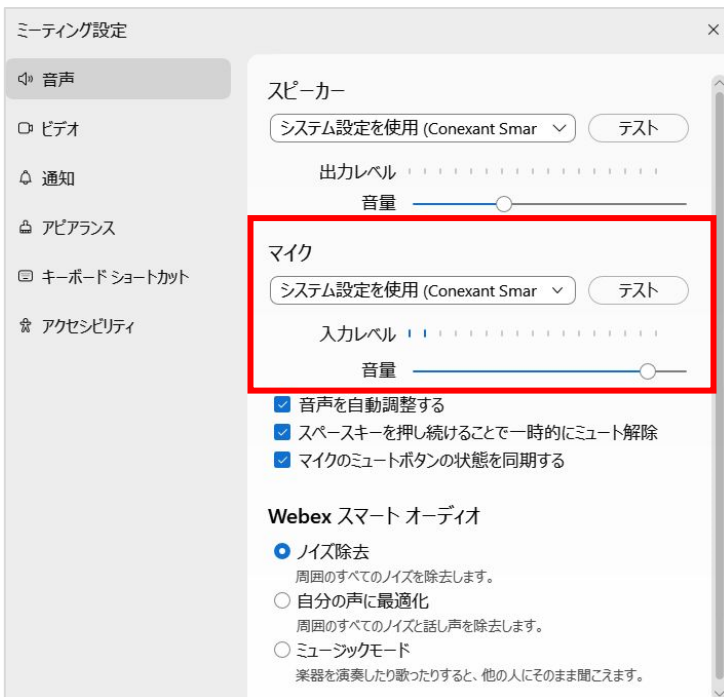 ミーティング設定
音声
ビデオ
通知
アピアランス
キーボード ショートカット
アクセシビリティ
スピーカー
システム設定を使用 (Conexant Smar
テスト
出力レベル
音量
マイク
システム設定を使用 (Conexant Smar
テスト
入力レベル
音量
音声を自動調整する
スペースキーを押し続けることで一時的にミュート解除
マイクのミュートボタンの状態を同期する
Webex スマート オーディオ
ノイズ除去
周囲のすべてのノイズを除去します。
自分の声に最適化
周囲のすべてのノイズと話し声を除去します。
ミュージックモード
楽器を演奏したり歌ったりすると、他の人にそのまま聞こえます。